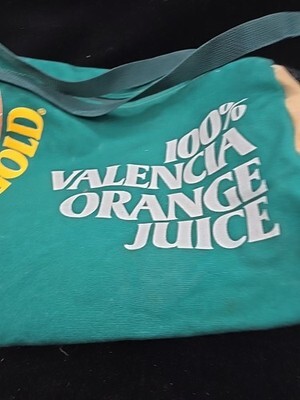 OLD®
100%
VALENCIA
ORANGE
JUICE